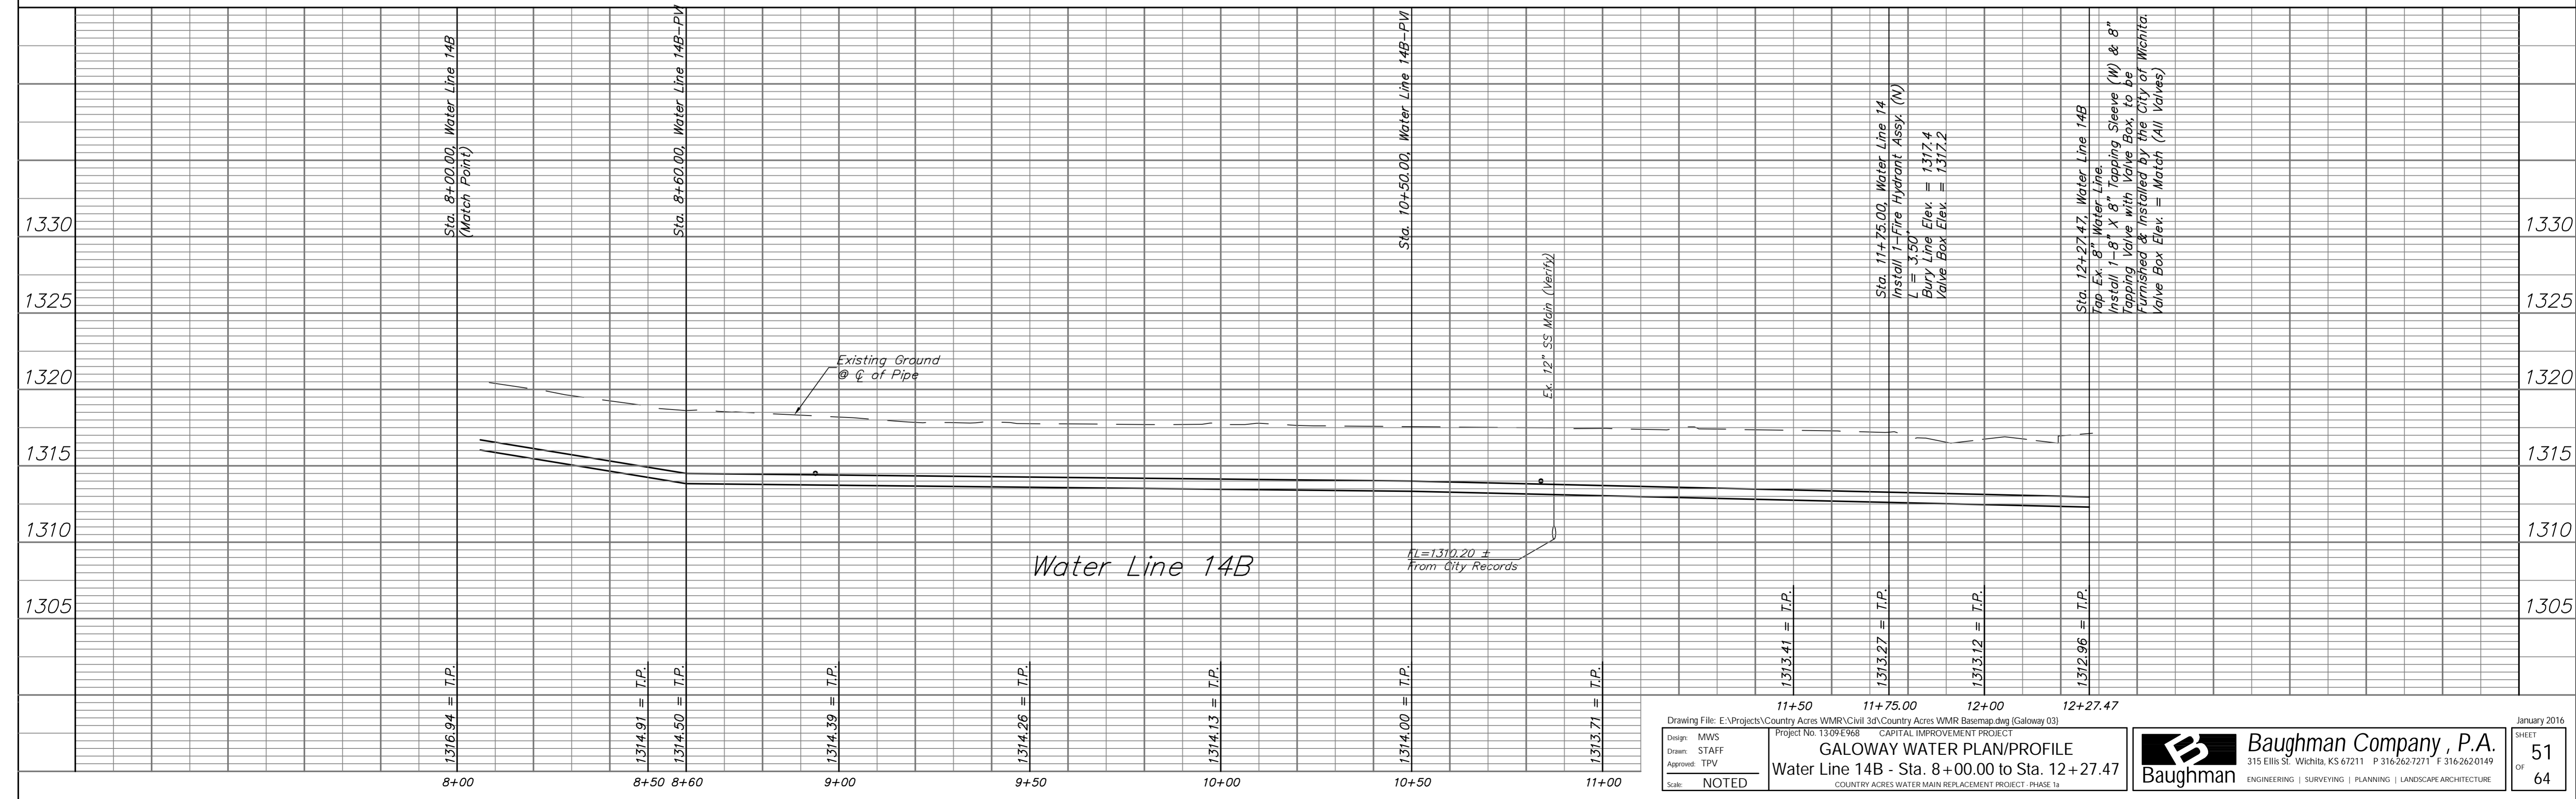 Sta. 8+00.00, Water Line 14B
(Match Point)
Sta. 8+60.00, Water Line 14B-PVI
Sta. 10+50.00, Water Line 14B-PVI
Sta. 11+75.00, Water Line 14
Install 1-Fire Hydrant Assy. (N)
L = 3.50'
Bury Line Elev. = 1317.4
Valve Box Elev. = 1317.2
Sta. 12+27.47, Water Line 14B
Tap Ex. 8" Water Line.
Install 1-8" X 8" Tapping Sleeve (W) & 8"
Tapping Valve with Valve Box, to be
Furnished & Installed by the City of Wichita.
Valve Box Elev. = Match (All Valves)
1330
1330
1325
1325
Ex. 12" SS Main (Verify)
Existing Ground
@ ℄ of Pipe
1320
1320
1315
1315
1310
1310
FL=1310.20 ±
From City Records
Water Line 14B
1305
1305
1316.94 = T.P.
1314.91 = T.P.
1314.50 = T.P.
1314.39 = T.P.
1314.26 = T.P.
1314.13 = T.P.
1314.00 = T.P.
1313.71 = T.P.
1313.41 = T.P.
1313.27 = T.P.
1313.12 = T.P.
1312.96 = T.P.
8+00
8+50
8+60
9+00
9+50
10+00
10+50
11+00
11+50
11+75.00
12+00
12+27.47
Drawing File: E:\Projects\Country Acres WMR\Civil 3d\Country Acres WMR Basemap.dwg (Galoway 03)
January 2016
Design: MWS
Drawn: STAFF
Approved: TPV
Scale: NOTED
Project No. 13-09-E968 CAPITAL IMPROVEMENT PROJECT
GALOWAY WATER PLAN/PROFILE
Water Line 14B - Sta. 8+00.00 to Sta. 12+27.47
COUNTRY ACRES WATER MAIN REPLACEMENT PROJECT - PHASE 1a
Baughman
Baughman Company, P.A.
315 Ellis St. Wichita, KS 67211 P 316-262-7271 F 316-262-0149
ENGINEERING | SURVEYING | PLANNING | LANDSCAPE ARCHITECTURE
SHEET
51
OF
64